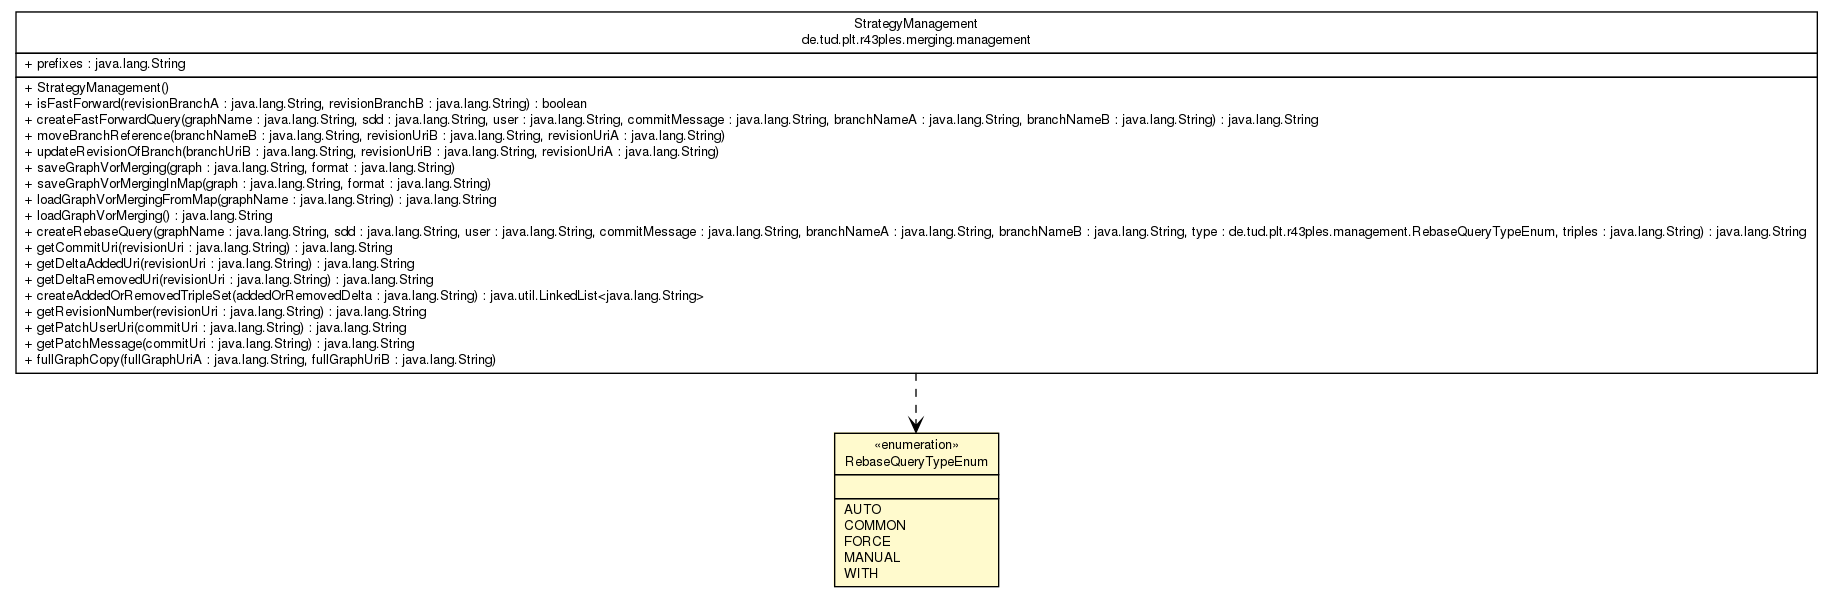 StrategyManagement
de.tud.plt.r43ples.merging.management
+ prefixes : java.lang.String
+ StrategyManagement()
+ isFastForward(revisionBranchA : java.lang.String, revisionBranchB : java.lang.String) : boolean
+ createFastForwardQuery(graphName : java.lang.String, sdd : java.lang.String, user : java.lang.String, commitMessage : java.lang.String, branchNameA : java.lang.String, branchNameB : java.lang.String) : java.lang.String
+ moveBranchReference(branchNameB : java.lang.String, revisionUriB : java.lang.String, revisionUriA : java.lang.String)
+ updateRevisionOfBranch(branchUriB : java.lang.String, revisionUriB : java.lang.String, revisionUriA : java.lang.String)
+ saveGraphVorMerging(graph : java.lang.String, format : java.lang.String)
+ saveGraphVorMergingInMap(graph : java.lang.String, format : java.lang.String)
+ loadGraphVorMergingFromMap(graphName : java.lang.String) : java.lang.String
+ loadGraphVorMerging() : java.lang.String
+ createRebaseQuery(graphName : java.lang.String, sdd : java.lang.String, user : java.lang.String, commitMessage : java.lang.String, branchNameA : java.lang.String, branchNameB : java.lang.String, type : de.tud.plt.r43ples.management.RebaseQueryTypeEnum, triples : java.lang.String) : java.lang.String
+ getCommitUri(revisionUri : java.lang.String) : java.lang.String
+ getDeltaAddedUri(revisionUri : java.lang.String) : java.lang.String
+ getDeltaRemovedUri(revisionUri : java.lang.String) : java.lang.String
+ createAddedOrRemovedTripleSet(addedOrRemovedDelta : java.lang.String) : java.util.LinkedList<java.lang.String>
+ getRevisionNumber(revisionUri : java.lang.String) : java.lang.String
+ getPatchUserUri(commitUri : java.lang.String) : java.lang.String
+ getPatchMessage(commitUri : java.lang.String) : java.lang.String
+ fullGraphCopy(fullGraphUriA : java.lang.String, fullGraphUriB : java.lang.String)
«enumeration»
RebaseQueryTypeEnum
AUTO
COMMON
FORCE
MANUAL
WITH